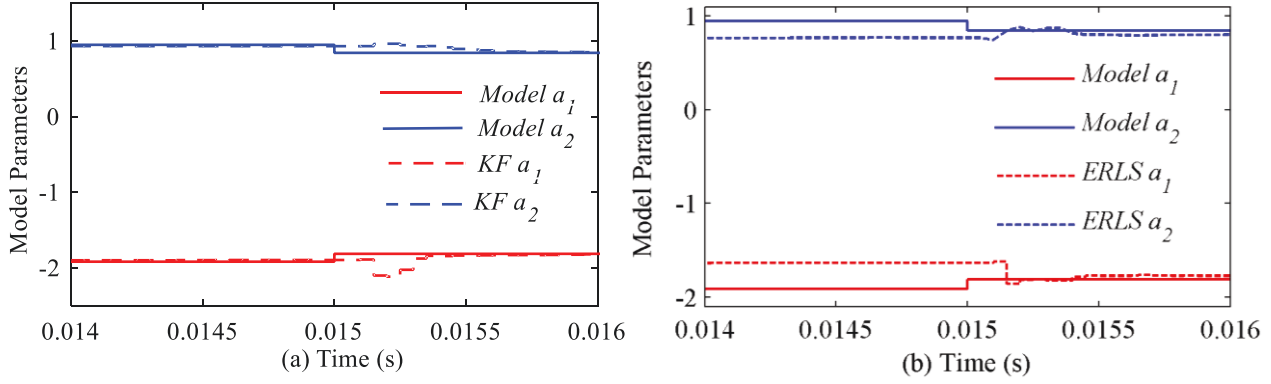 Model Parameters
1
0
-1
-2
Model a1
Model a2
KF a1
KF a2
0.014 0.0145 0.015 0.0155 0.016
(a) Time (s)
Model Parameters
1
0
-1
-2
Model a1
Model a2
ERLS a1
ERLS a2
0.014 0.0145 0.015 0.0155 0.016
(b) Time (s)